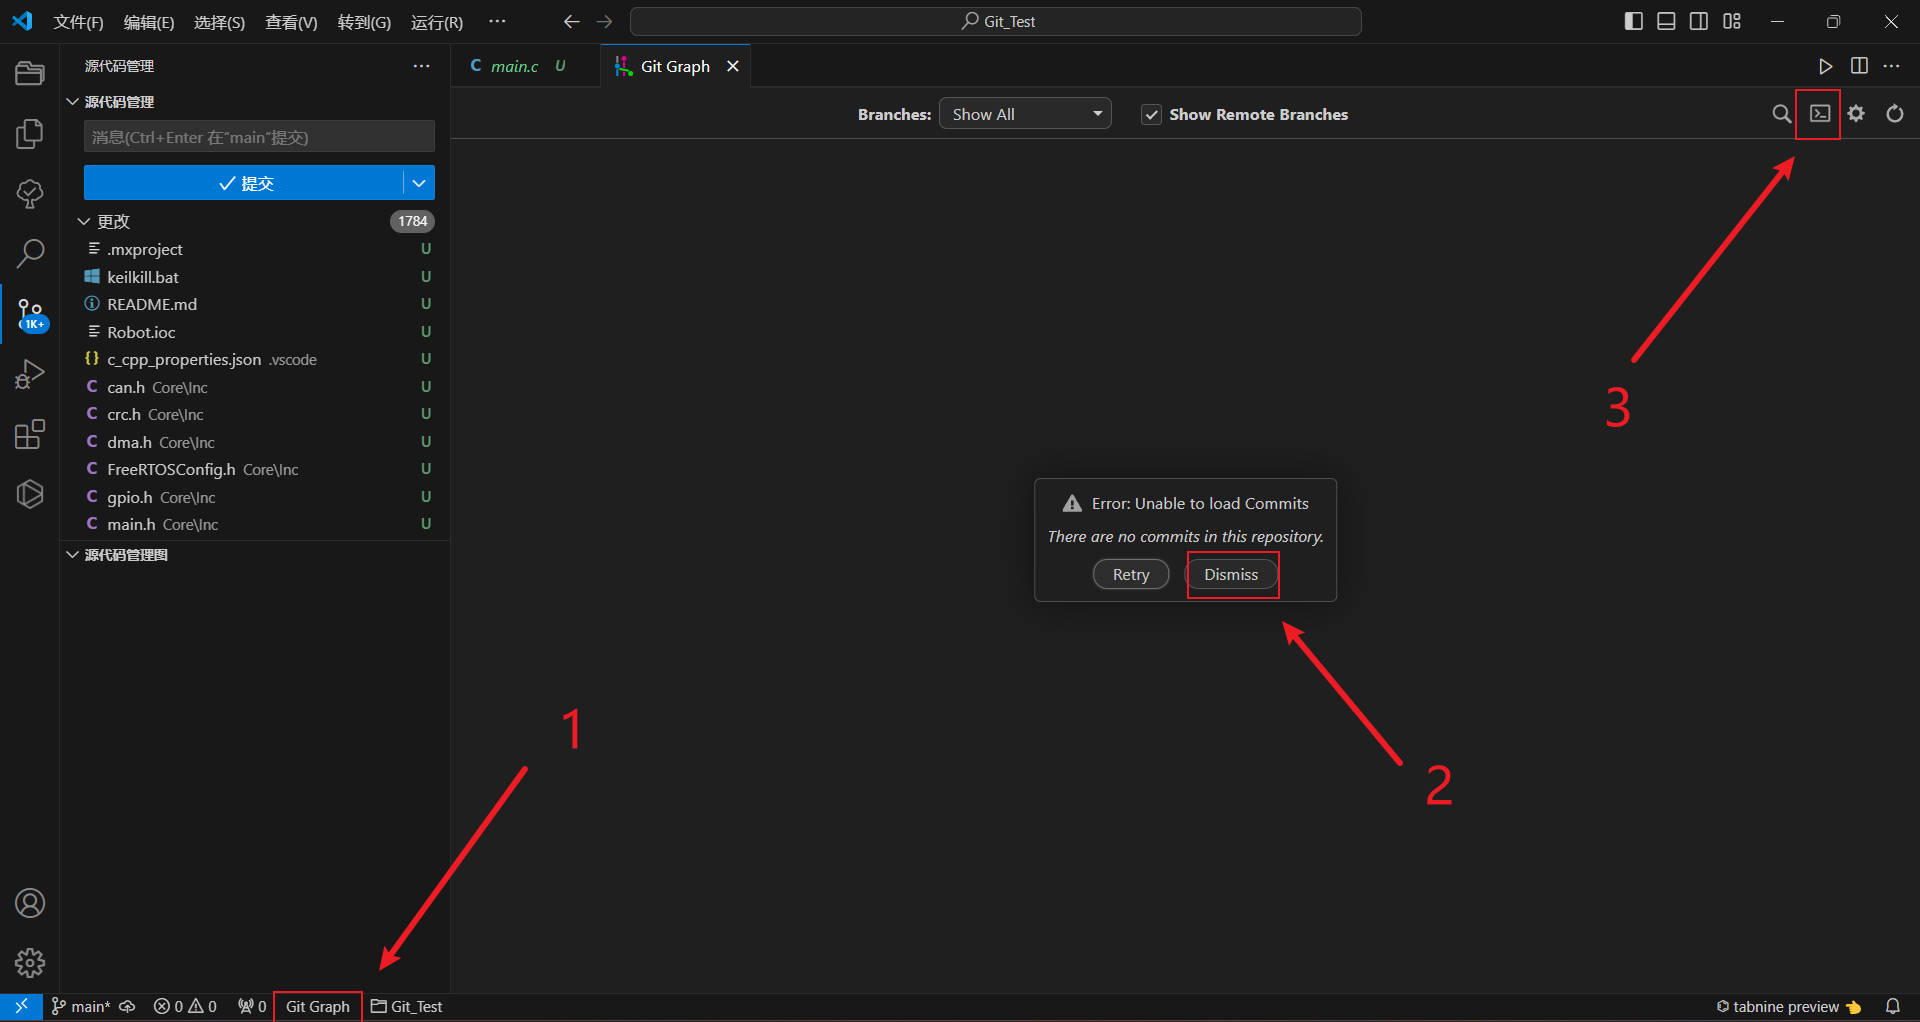 文件(F) 编辑(E) 选择(S) 查看(V) 转到(G) 运行(R) ··· Git_Test
源代码管理 ···
C main.c U Git Graph
源代码管理
Branches: Show All Show Remote Branches
消息(Ctrl+Enter 在"main"提交)
提交
更改 1784
.mxproject U
keilkill.bat U
README.md U
Robot.ioc U
{} c_cpp_properties.json .vscode U
C can.h Core\Inc U
C crc.h Core\Inc U
C dma.h Core\Inc U
C FreeRTOSConfig.h Core\Inc U
C gpio.h Core\Inc U
C main.h Core\Inc U
源代码管理图
1K+
Error: Unable to load Commits
There are no commits in this repository.
Retry Dismiss
1
2
3
main* 0 0 0 Git Graph Git_Test tabnine preview